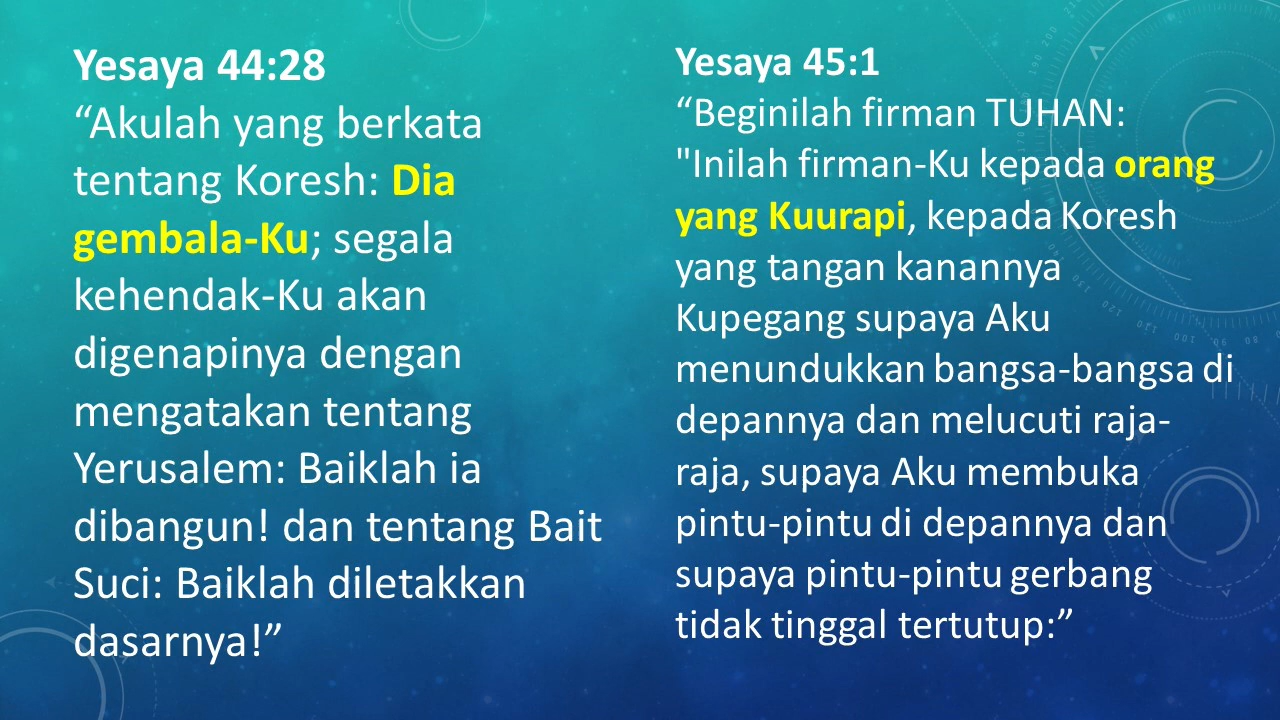 Yesaya 44:28
“Akulah yang berkata
tentang Koresh: Dia
gembala-Ku; segala
kehendak-Ku akan
digenapinya dengan
mengatakan tentang
Yerusalem: Baiklah ia
dibangun! dan tentang Bait
Suci: Baiklah diletakkan
dasarnya!”
Yesaya 45:1
“Beginilah firman TUHAN:
"Inilah firman-Ku kepada orang
yang Kuurapi, kepada Koresh
yang tangan kanannya
Kupegang supaya Aku
menundukkan bangsa-bangsa di
depannya dan melucuti raja-
raja, supaya Aku membuka
pintu-pintu di depannya dan
supaya pintu-pintu gerbang
tidak tinggal tertutup:”